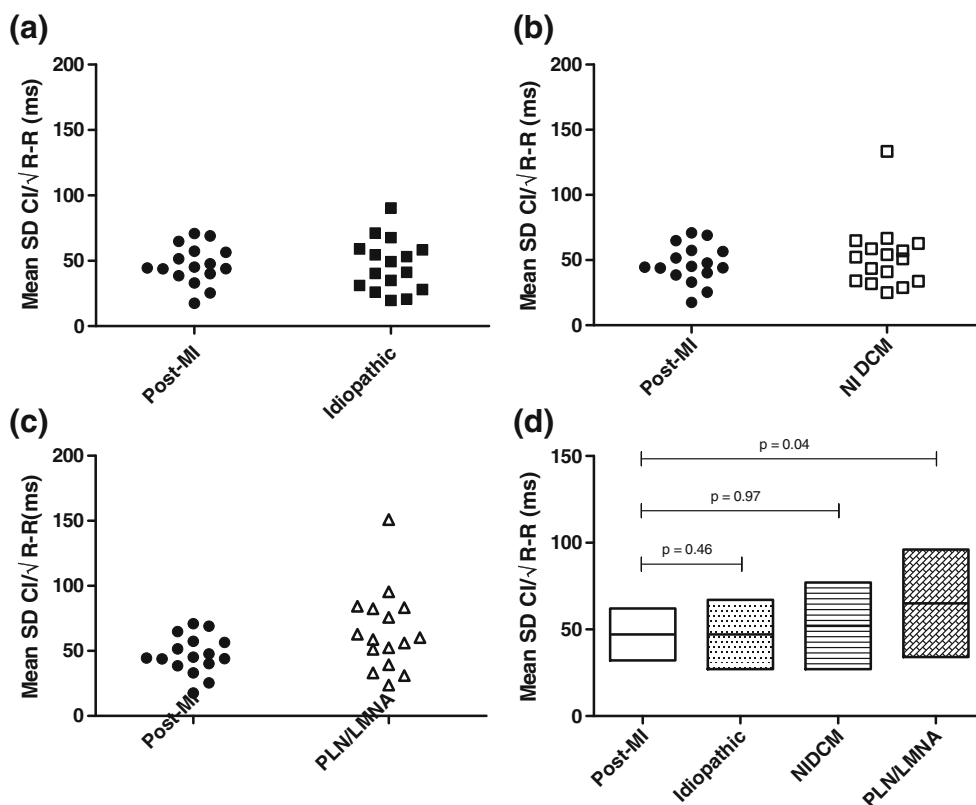 (a)
Mean SD CI/√R-R (ms)
200
150
100
50
0
Post-MI
Idiopathic
(b)
Mean SD CI/√R-R (ms)
200
150
100
50
0
Post-MI
NI DCM
(c)
Mean SD CI/√R-R(ms)
200
150
100
50
0
Post-MI
PLN/LMNA
(d)
Mean SD CI/√R-R (ms)
150
100
50
0
p = 0.04
p = 0.97
p = 0.46
Post-MI
Idiopathic
NIDCM
PLN/LMNA